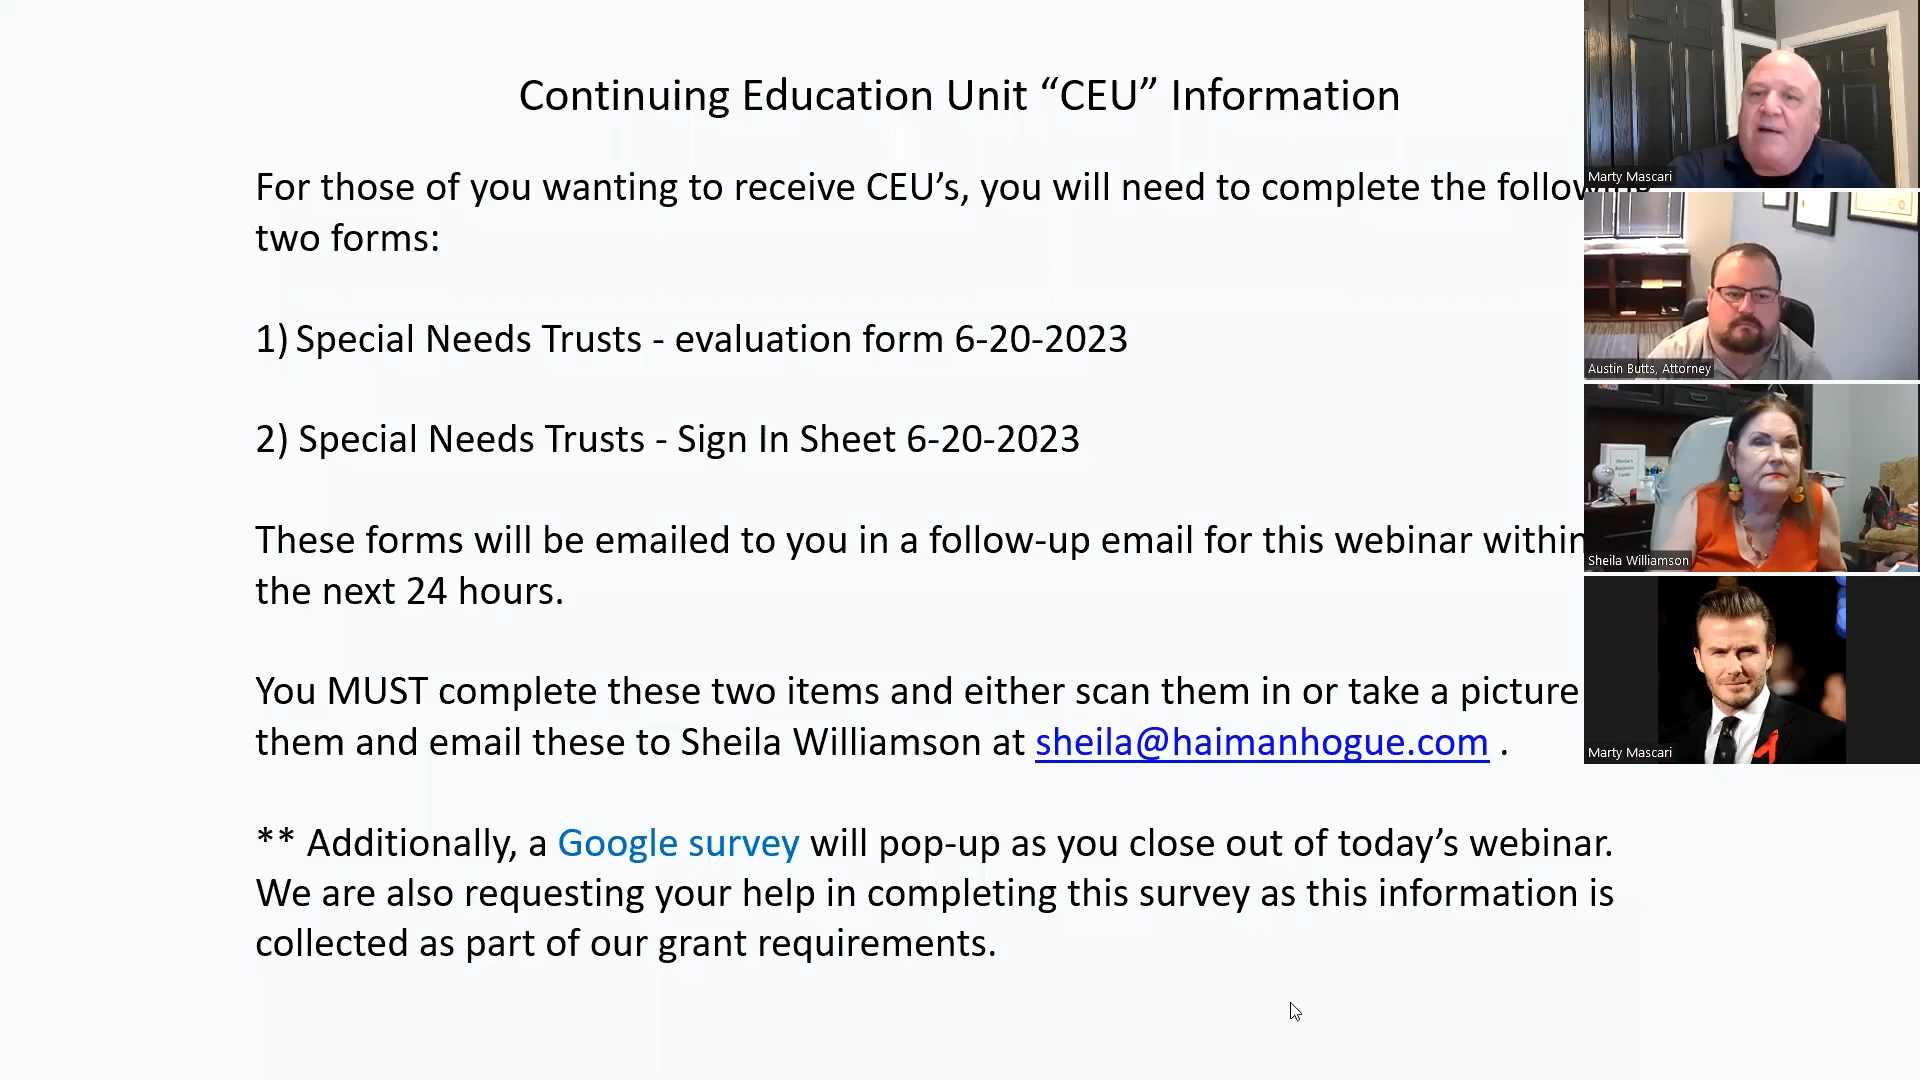 Continuing Education Unit “CEU” Information
For those of you wanting to receive CEU’s, you will need to complete the following
two forms:
1) Special Needs Trusts - evaluation form 6-20-2023
2) Special Needs Trusts - Sign In Sheet 6-20-2023
These forms will be emailed to you in a follow-up email for this webinar within
the next 24 hours.
You MUST complete these two items and either scan them in or take a picture
them and email these to Sheila Williamson at sheila@haimanhogue.com .
** Additionally, a Google survey will pop-up as you close out of today’s webinar.
We are also requesting your help in completing this survey as this information is
collected as part of our grant requirements.
Marty Mascari
Austin Butts, Attorney
Sheila Williamson
Marty Mascari